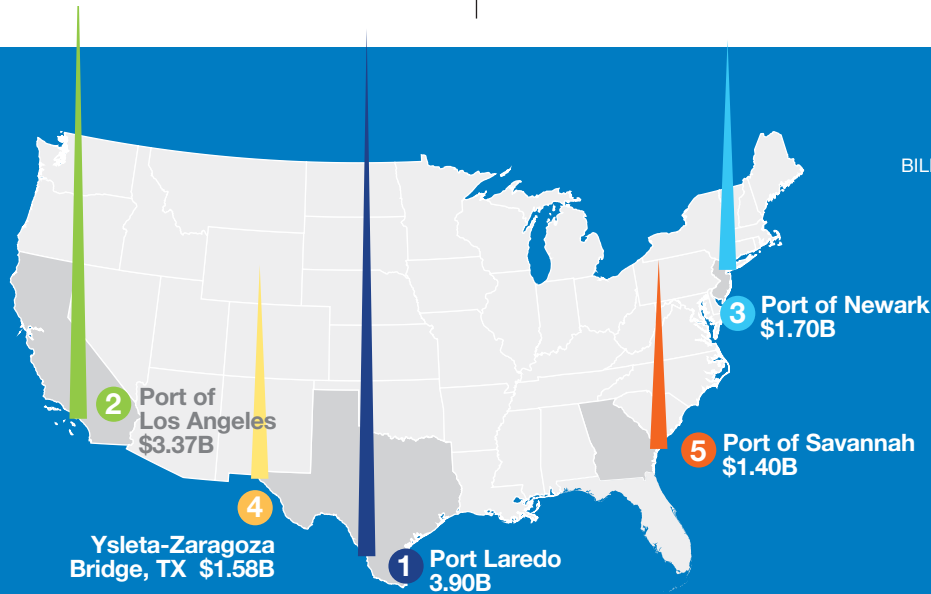 BILL
3 Port of Newark
$1.70B
2 Port of
Los Angeles
$3.37B
5 Port of Savannah
$1.40B
4
Ysleta-Zaragoza
Bridge, TX $1.58B
1 Port Laredo
3.90B